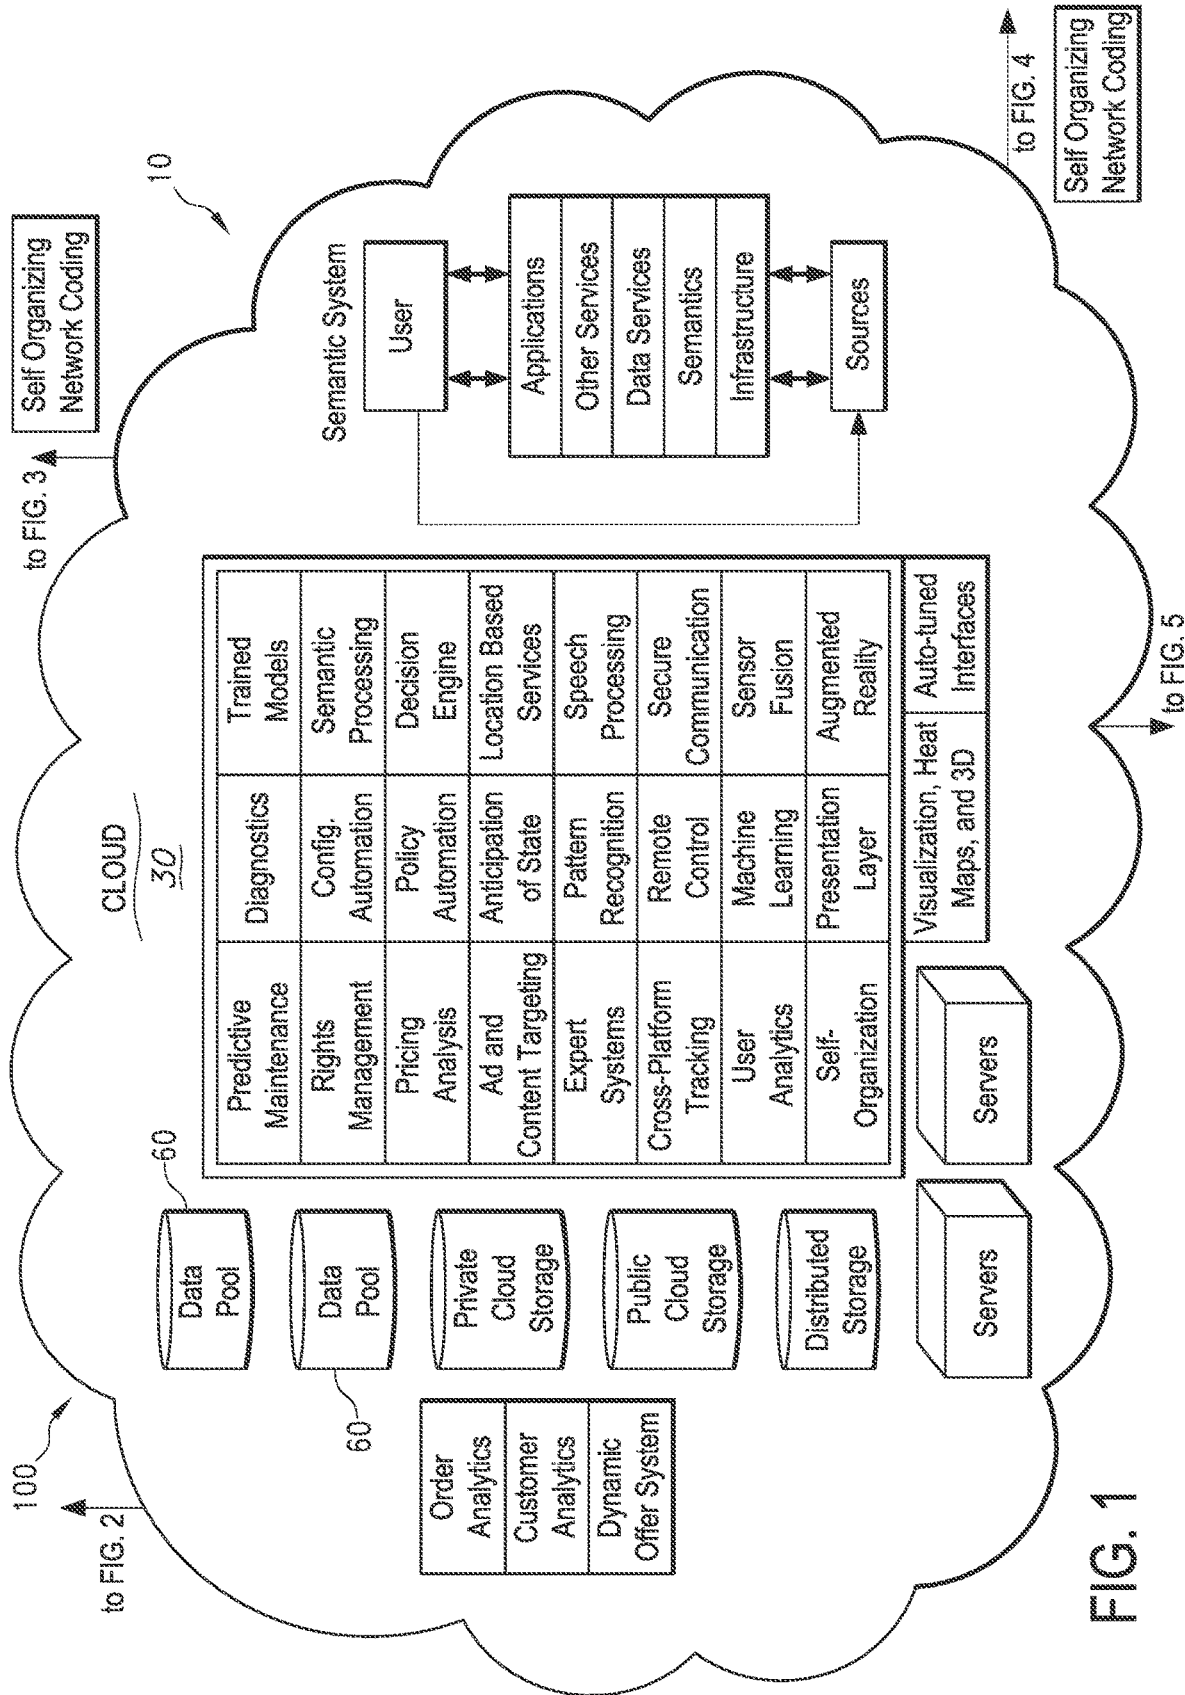 to FIG. 2
100
to FIG. 3
Self Organizing
Network Coding
10
CLOUD
30
60
Data
Pool
Data
Pool
60
Private
Cloud
Storage
Public
Cloud
Storage
Distributed
Storage
Order
Analytics
Customer
Analytics
Dynamic
Offer System
Predictive
Maintenance
Diagnostics
Trained
Models
Rights
Management
Config.
Automation
Semantic
Processing
Pricing
Analysis
Policy
Automation
Decision
Engine
Ad and
Content Targeting
Anticipation
of State
Location Based
Services
Expert
Systems
Pattern
Recognition
Speech
Processing
Cross-Platform
Tracking
Remote
Control
Secure
Communication
User
Analytics
Machine
Learning
Sensor
Fusion
Self-
Organization
Presentation
Layer
Augmented
Reality
Visualization, Heat
Maps, and 3D
Auto-tuned
Interfaces
Servers
Servers
Semantic System
User
Applications
Other Services
Data Services
Semantics
Infrastructure
Sources
to FIG. 4
Self Organizing
Network Coding
to FIG. 5
FIG. 1